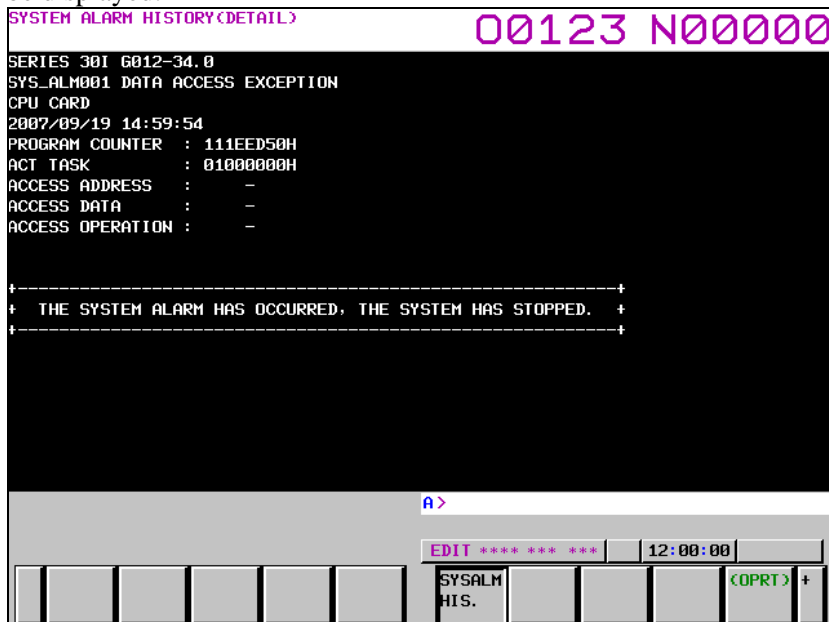 SYSTEM ALARM HISTORY(DETAIL)
O0123 N00000
SERIES 30I G012-34.0
SYS_ALM001 DATA ACCESS EXCEPTION
CPU CARD
2007/09/19 14:59:54
PROGRAM COUNTER : 111EED50H
ACT TASK : 01000000H
ACCESS ADDRESS : -
ACCESS DATA : -
ACCESS OPERATION : -
+--------------------------------------------------------------+
+ THE SYSTEM ALARM HAS OCCURRED, THE SYSTEM HAS STOPPED. +
+--------------------------------------------------------------+
A>
EDIT **** *** *** 12:00:00
SYSALM (OPRT) +
HIS.